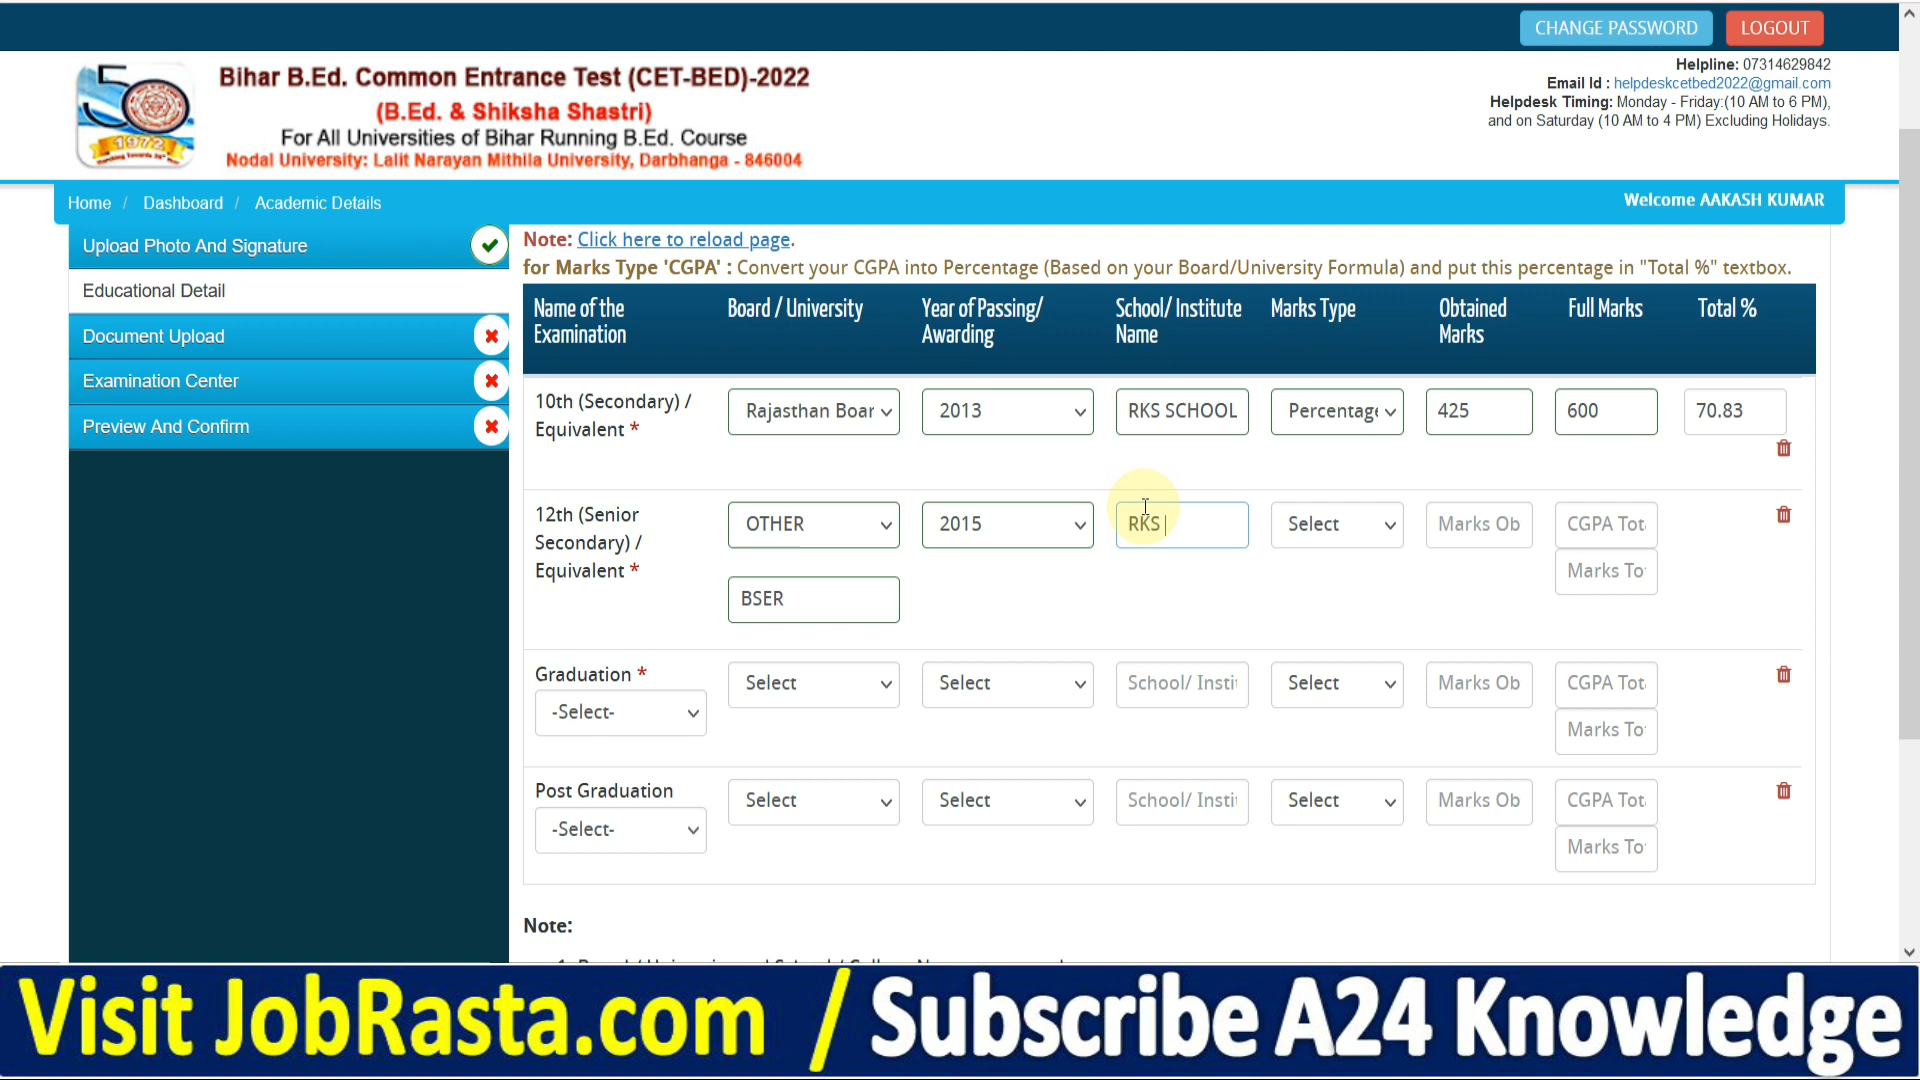 CHANGE PASSWORD
LOGOUT
50
1972
Bihar B.Ed. Common Entrance Test (CET-BED)-2022
(B.Ed. & Shiksha Shastri)
For All Universities of Bihar Running B.Ed. Course
Nodal University: Lalit Narayan Mithila University, Darbhanga - 846004
Helpline: 07314629842
Email Id : helpdeskcetbed2022@gmail.com
Helpdesk Timing: Monday - Friday:(10 AM to 6 PM),
and on Saturday (10 AM to 4 PM) Excluding Holidays.
Home / Dashboard / Academic Details
Welcome AAKASH KUMAR
Upload Photo And Signature
Educational Detail
Document Upload
Examination Center
Preview And Confirm
Note: Click here to reload page.
for Marks Type 'CGPA' : Convert your CGPA into Percentage (Based on your Board/University Formula) and put this percentage in "Total %" textbox.
Name of the Examination
Board / University
Year of Passing/ Awarding
School/ Institute Name
Marks Type
Obtained Marks
Full Marks
Total %
10th (Secondary) /
Equivalent *
Rajasthan Boar
2013
RKS SCHOOL
Percentage
425
600
70.83
12th (Senior
Secondary) /
Equivalent *
OTHER
BSER
2015
RKS
Select
Marks Ob
CGPA Tot
Marks To
Graduation *
-Select-
Select
Select
School/ Instit
Select
Marks Ob
CGPA Tot
Marks To
Post Graduation
-Select-
Select
Select
School/ Instit
Select
Marks Ob
CGPA Tot
Marks To
Note:
Visit JobRasta.com / Subscribe A24 Knowledge